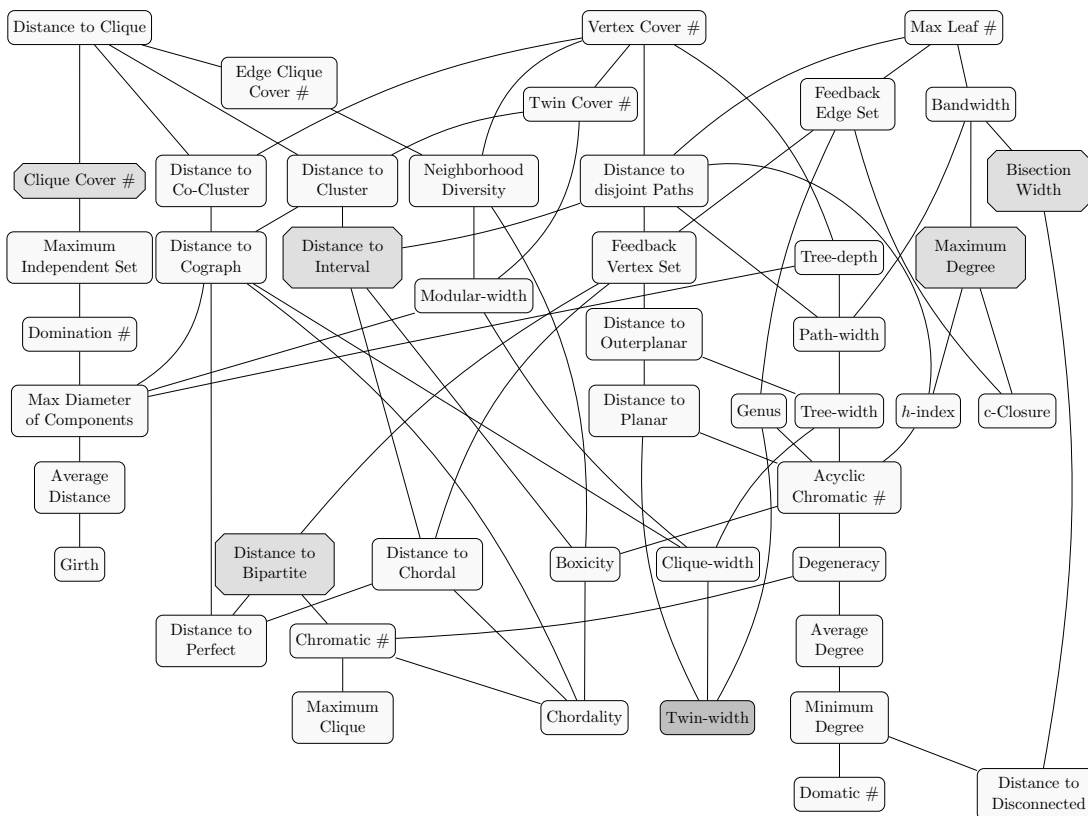 Distance to Clique
Vertex Cover #
Max Leaf #
Edge Clique
Cover #
Twin Cover #
Feedback
Edge Set
Bandwidth
Clique Cover #
Distance to
Co-Cluster
Distance to
Cluster
Neighborhood
Diversity
Distance to
disjoint Paths
Bisection
Width
Maximum
Independent Set
Distance to
Cograph
Distance to
Interval
Feedback
Vertex Set
Tree-depth
Maximum
Degree
Modular-width
Domination #
Distance to
Outerplanar
Path-width
Max Diameter
of Components
Distance to
Planar
Genus
Tree-width
h-index
c-Closure
Average
Distance
Acyclic
Chromatic #
Girth
Distance to
Bipartite
Distance to
Chordal
Boxicity
Clique-width
Degeneracy
Distance to
Perfect
Chromatic #
Average
Degree
Maximum
Clique
Chordality
Twin-width
Minimum
Degree
Domatic #
Distance to
Disconnected